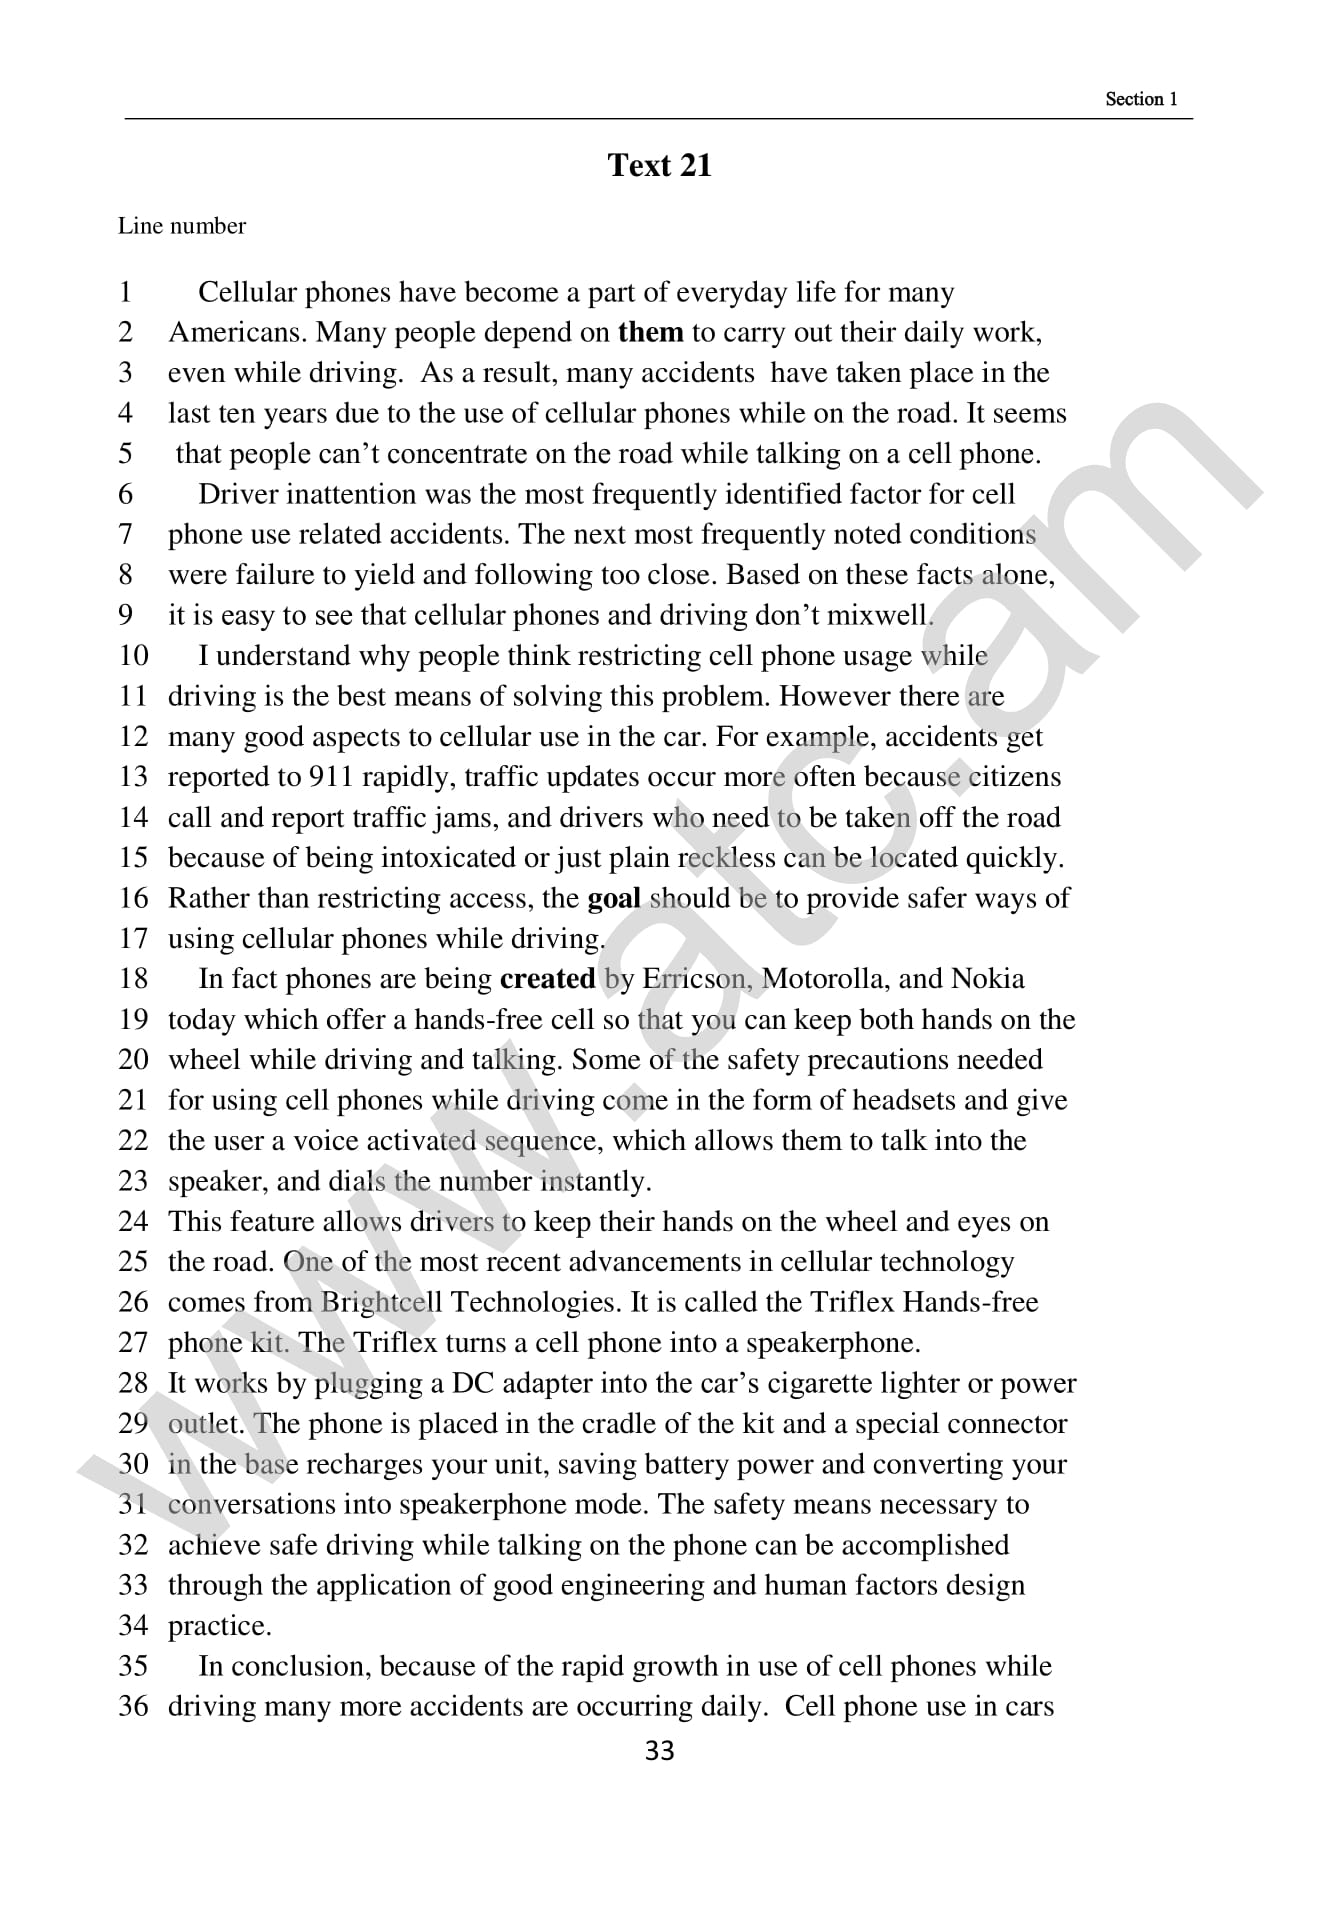 Section 1
Text 21
Line number
1 Cellular phones have become a part of everyday life for many
2 Americans. Many people depend on them to carry out their daily work,
3 even while driving. As a result, many accidents have taken place in the
4 last ten years due to the use of cellular phones while on the road. It seems
5 that people can’t concentrate on the road while talking on a cell phone.
6 Driver inattention was the most frequently identified factor for cell
7 phone use related accidents. The next most frequently noted conditions
8 were failure to yield and following too close. Based on these facts alone,
9 it is easy to see that cellular phones and driving don’t mixwell.
10 I understand why people think restricting cell phone usage while
11 driving is the best means of solving this problem. However there are
12 many good aspects to cellular use in the car. For example, accidents get
13 reported to 911 rapidly, traffic updates occur more often because citizens
14 call and report traffic jams, and drivers who need to be taken off the road
15 because of being intoxicated or just plain reckless can be located quickly.
16 Rather than restricting access, the goal should be to provide safer ways of
17 using cellular phones while driving.
18 In fact phones are being created by Erricson, Motorolla, and Nokia
19 today which offer a hands-free cell so that you can keep both hands on the
20 wheel while driving and talking. Some of the safety precautions needed
21 for using cell phones while driving come in the form of headsets and give
22 the user a voice activated sequence, which allows them to talk into the
23 speaker, and dials the number instantly.
24 This feature allows drivers to keep their hands on the wheel and eyes on
25 the road. One of the most recent advancements in cellular technology
26 comes from Brightcell Technologies. It is called the Triflex Hands-free
27 phone kit. The Triflex turns a cell phone into a speakerphone.
28 It works by plugging a DC adapter into the car’s cigarette lighter or power
29 outlet. The phone is placed in the cradle of the kit and a special connector
30 in the base recharges your unit, saving battery power and converting your
31 conversations into speakerphone mode. The safety means necessary to
32 achieve safe driving while talking on the phone can be accomplished
33 through the application of good engineering and human factors design
34 practice.
35 In conclusion, because of the rapid growth in use of cell phones while
36 driving many more accidents are occurring daily. Cell phone use in cars
33
www.atc.am